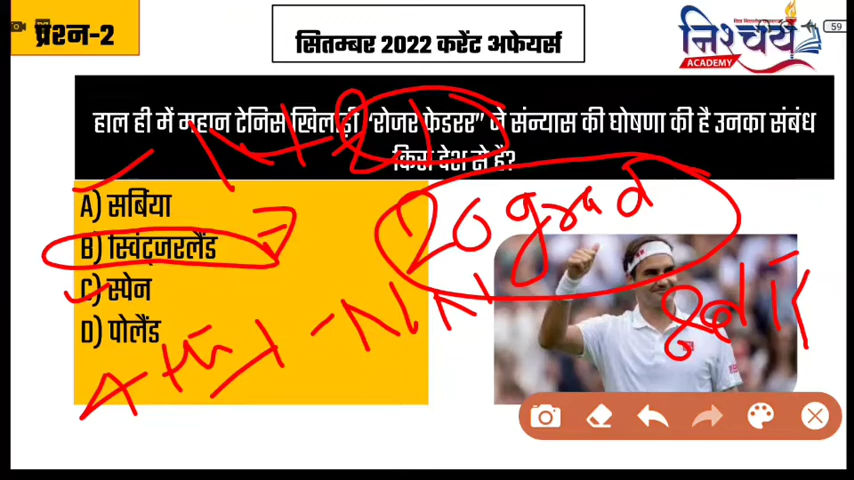 प्रश्न-2
सितम्बर 2022 करेंट अफेयर्स
निश्चय
ACADEMY
59
हाल ही में महान टेनिस खिलाड़ी "रोजर फेडरर" ने संन्यास की घोषणा की है उनका संबंध
किस देश से है?
A) सर्बिया
B) स्विट्जरलैंड
C) स्पेन
D) पोलैंड
20 grad